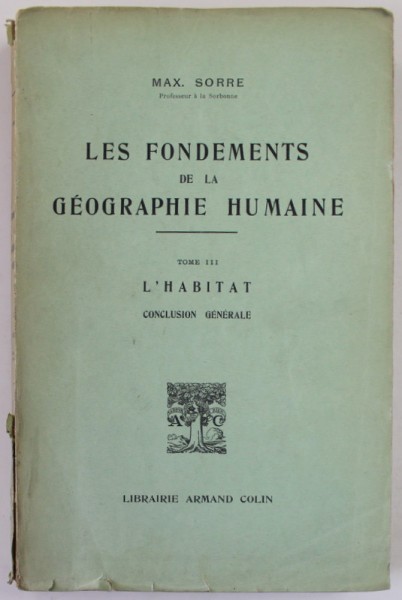 MAX. SORRE
Professeur à la Sorbonne
LES FONDEMENTS
DE LA
GÉOGRAPHIE HUMAINE
TOME III
L'HABITAT
CONCLUSION GÉNÉRALE
A & C
LIBRAIRIE ARMAND COLIN